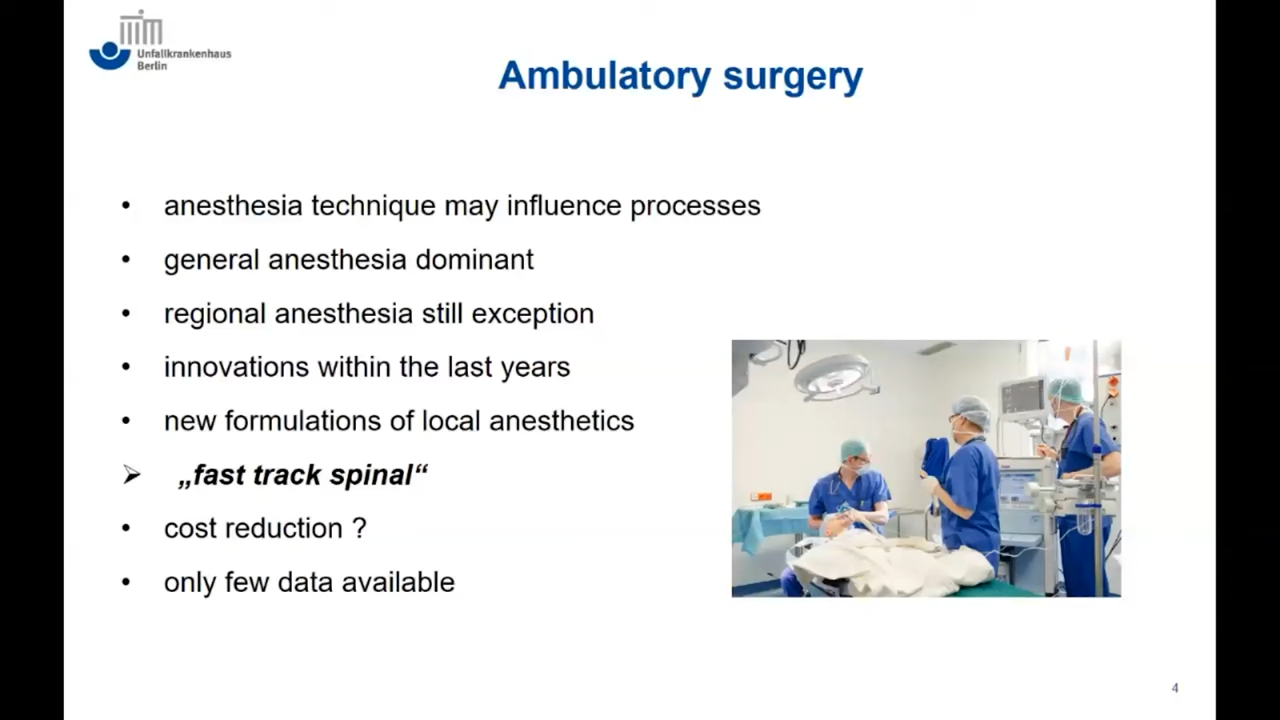 Unfallkrankenhaus
Berlin
Ambulatory surgery
• anesthesia technique may influence processes
• general anesthesia dominant
• regional anesthesia still exception
• innovations within the last years
• new formulations of local anesthetics
➢ „fast track spinal“
• cost reduction ?
• only few data available
4